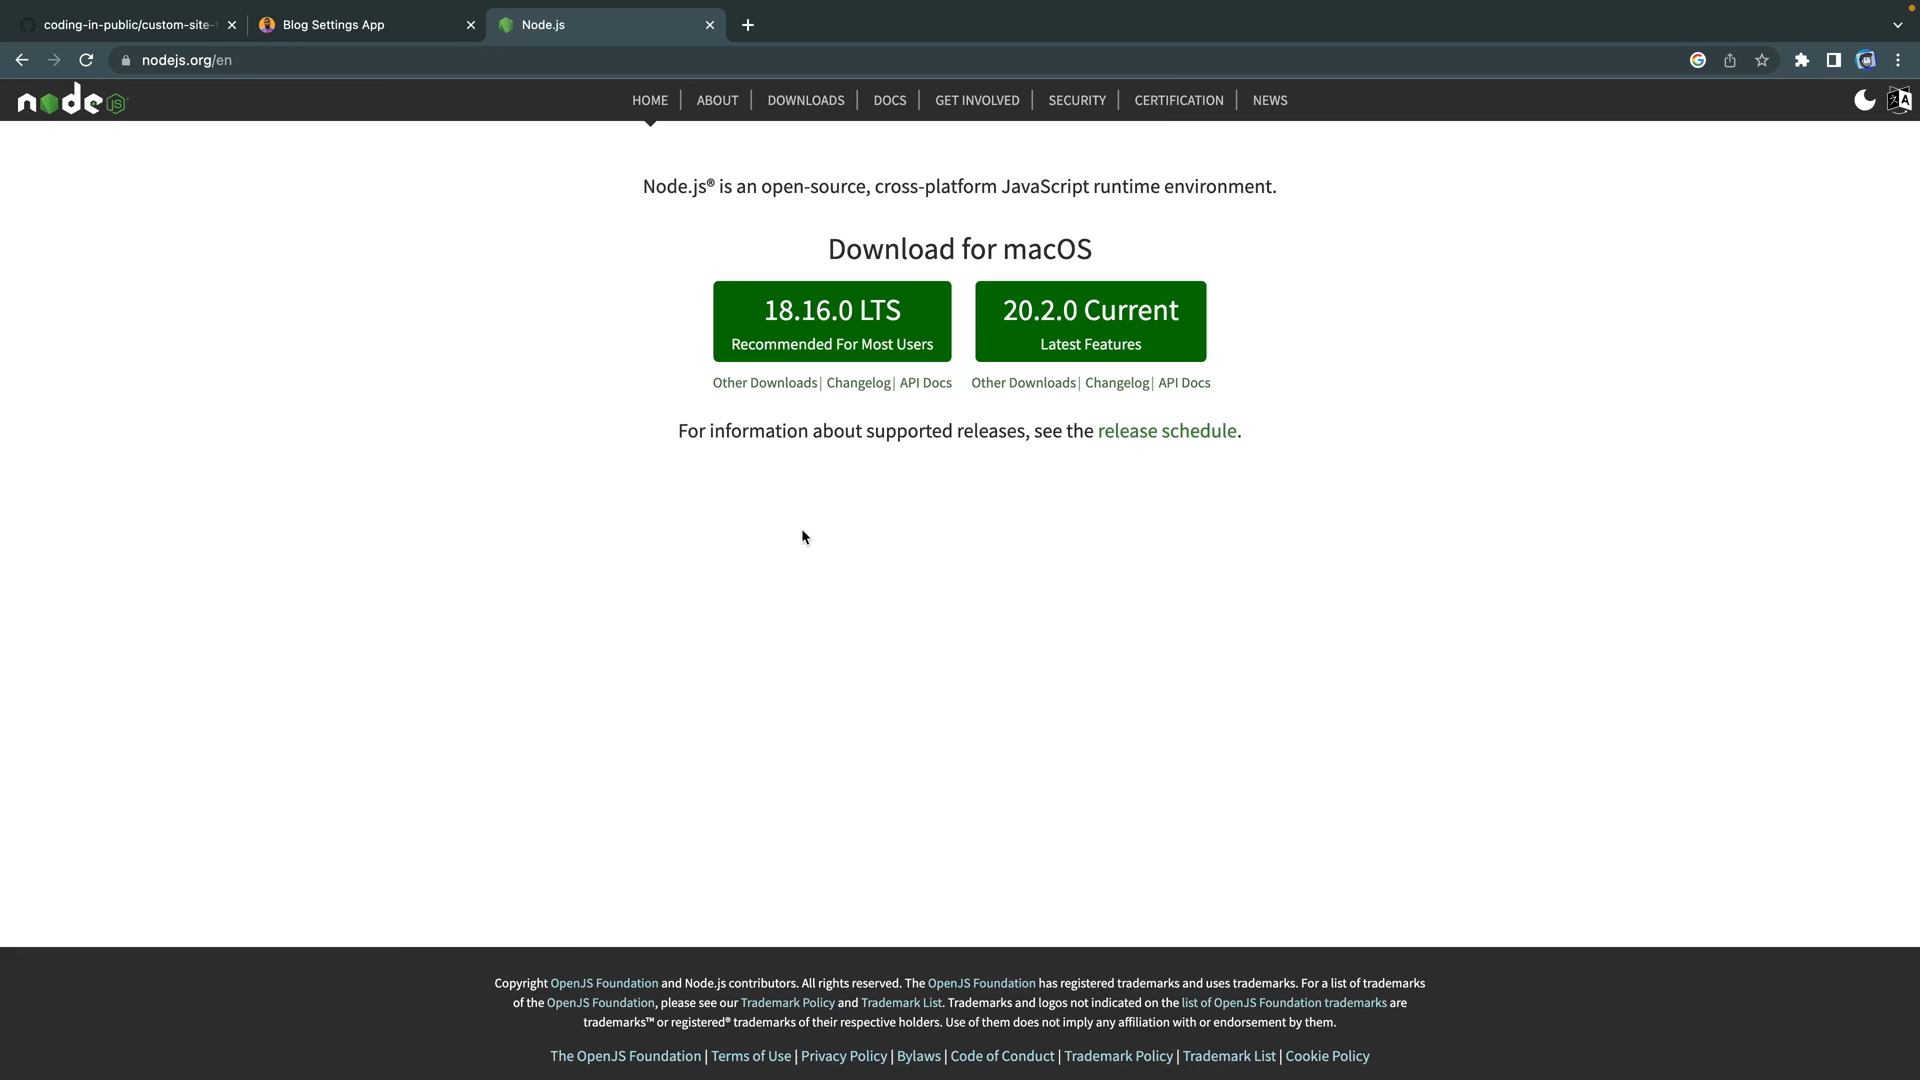 coding-in-public/custom-site-
Blog Settings App
Node.js
nodejs.org/en
node JS
HOME
ABOUT
DOWNLOADS
DOCS
GET INVOLVED
SECURITY
CERTIFICATION
NEWS
Node.js® is an open-source, cross-platform JavaScript runtime environment.
Download for macOS
18.16.0 LTS
Recommended For Most Users
20.2.0 Current
Latest Features
Other Downloads| Changelog| API Docs
Other Downloads| Changelog| API Docs
For information about supported releases, see the release schedule.
Copyright OpenJS Foundation and Node.js contributors. All rights reserved. The OpenJS Foundation has registered trademarks and uses trademarks. For a list of trademarks
of the OpenJS Foundation, please see our Trademark Policy and Trademark List. Trademarks and logos not indicated on the list of OpenJS Foundation trademarks are
trademarks™ or registered® trademarks of their respective holders. Use of them does not imply any affiliation with or endorsement by them.
The OpenJS Foundation | Terms of Use | Privacy Policy | Bylaws | Code of Conduct | Trademark Policy | Trademark List | Cookie Policy